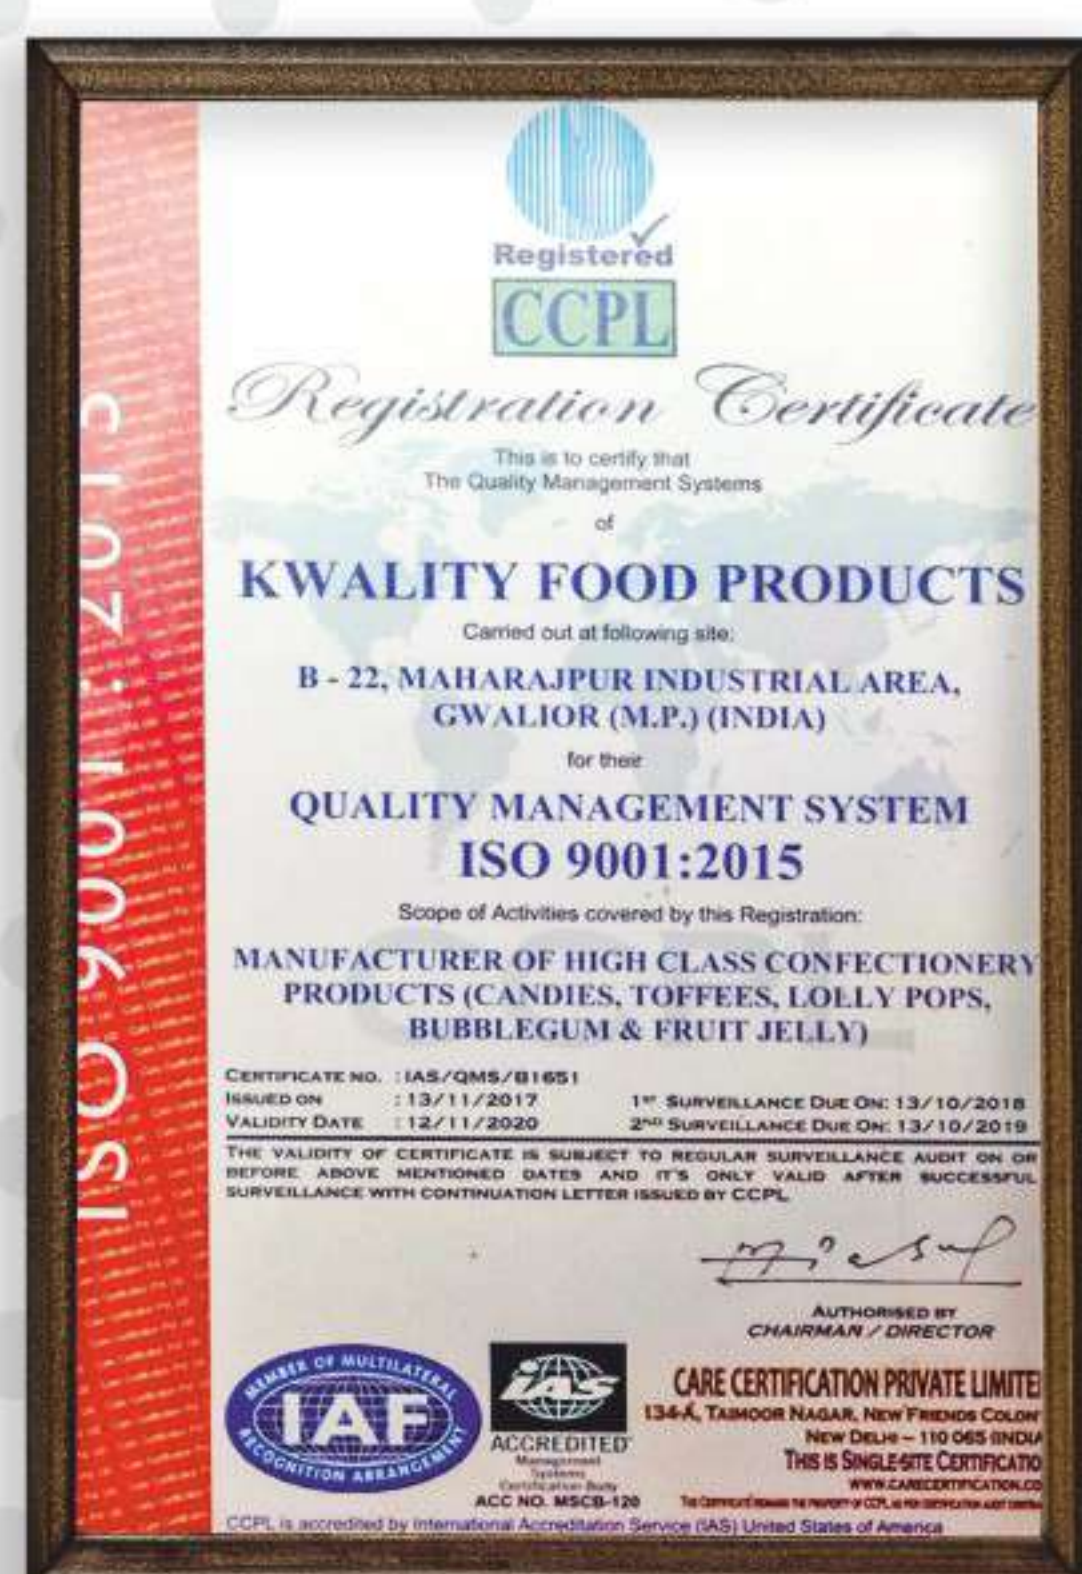 Registered
CCPL
Registration Certificate
This is to certify that
The Quality Management Systems
of
KWALITY FOOD PRODUCTS
Carried out at following site:
B - 22, MAHARAJPUR INDUSTRIAL AREA,
GWALIOR (M.P.) (INDIA)
for their
QUALITY MANAGEMENT SYSTEM
ISO 9001:2015
Scope of Activities covered by this Registration:
MANUFACTURER OF HIGH CLASS CONFECTIONERY
PRODUCTS (CANDIES, TOFFEES, LOLLY POPS,
BUBBLEGUM & FRUIT JELLY)
CERTIFICATE NO. : IAS/QMS/B1651
ISSUED ON : 13/11/2017 1ST SURVEILLANCE DUE ON: 13/10/2018
VALIDITY DATE : 12/11/2020 2ND SURVEILLANCE DUE ON: 13/10/2019
THE VALIDITY OF CERTIFICATE IS SUBJECT TO REGULAR SURVEILLANCE AUDIT ON OR
BEFORE ABOVE MENTIONED DATES AND IT'S ONLY VALID AFTER SUCCESSFUL
SURVEILLANCE WITH CONTINUATION LETTER ISSUED BY CCPL
AUTHORISED BY
CHAIRMAN / DIRECTOR
MEMBER OF MULTILATERAL
IAF
RECOGNITION ARRANGEMENT
IAS
ACCREDITED
Management
Systems
Certification Body
ACC NO. MSCB-120
CARE CERTIFICATION PRIVATE LIMITE
134-A, TAIMOOR NAGAR, NEW FRIENDS COLON
NEW DELHI – 110 065 (INDIA
THIS IS SINGLE-SITE CERTIFICATIO
WWW.CARECERTIFICATION.CO
CCPL is accredited by International Accreditation Service (IAS) United States of America
ISO 9001:2015